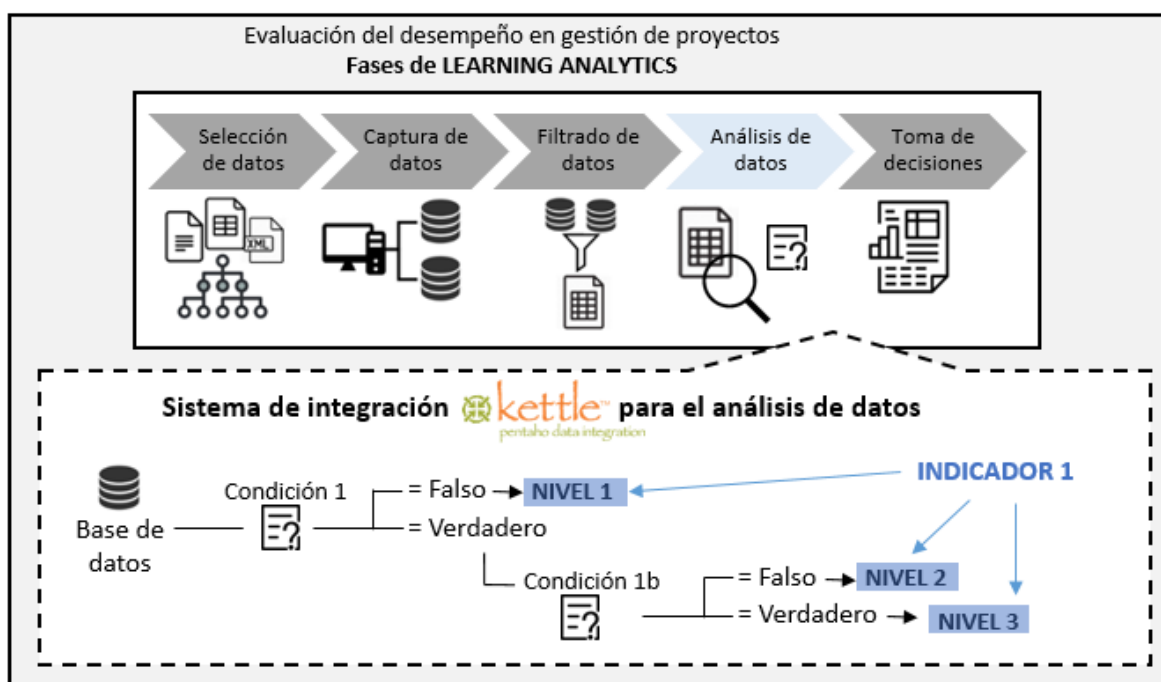 Evaluación del desempeño en gestión de proyectos
Fases de LEARNING ANALYTICS
Selección
de datos
Captura de
datos
Filtrado de
datos
Análisis de
datos
Toma de
decisiones
XML
Sistema de integración kettle™ para el análisis de datos
pentaho data integration
INDICADOR 1
Condición 1
= Falso
NIVEL 1
Base de
datos
= Verdadero
Condición 1b
= Falso
NIVEL 2
= Verdadero
NIVEL 3